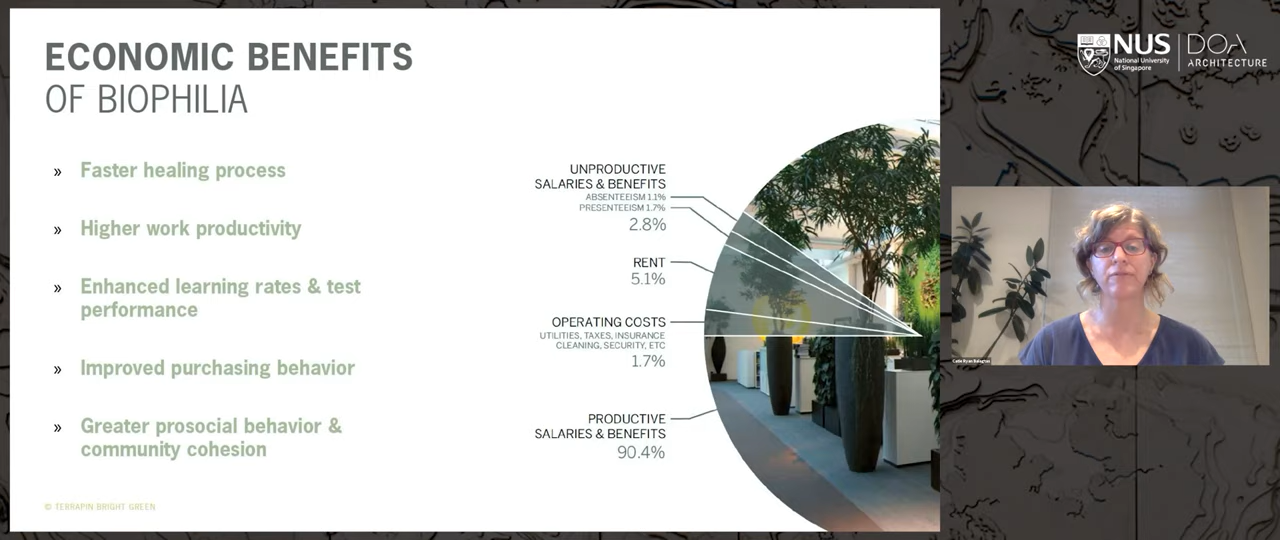 ECONOMIC BENEFITS
OF BIOPHILIA
» Faster healing process
» Higher work productivity
» Enhanced learning rates & test
performance
» Improved purchasing behavior
» Greater prosocial behavior &
community cohesion
© TERRAPIN BRIGHT GREEN
UNPRODUCTIVE
SALARIES & BENEFITS
ABSENTEEISM 1.1%
PRESENTEEISM 1.7%
2.8%
RENT
5.1%
OPERATING COSTS
UTILITIES, TAXES, INSURANCE
CLEANING, SECURITY, ETC
1.7%
PRODUCTIVE
SALARIES & BENEFITS
90.4%
NUS
National University
of Singapore
DOA
ARCHITECTURE